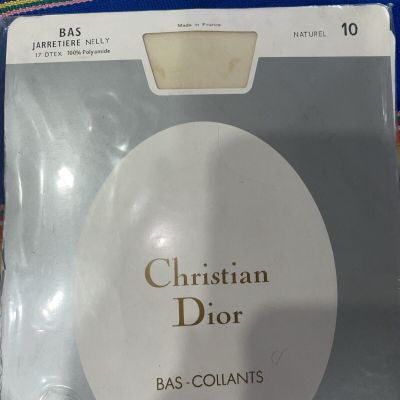 BAS
JARRETIERE NELLY
17 DTEX 100% Polyamide
Made in France
NATUREL 10
Christian
Dior
BAS-COLLANTS